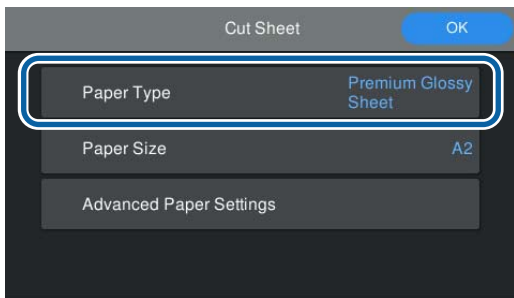 Cut Sheet OK
Paper Type Premium Glossy
Sheet
Paper Size A2
Advanced Paper Settings